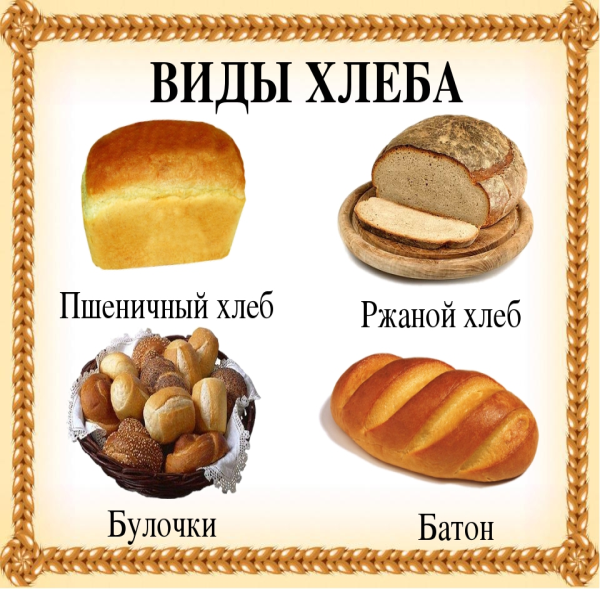 ВИДЫ ХЛЕБА
Пшеничный хлеб
Ржаной хлеб
Булочки
Батон